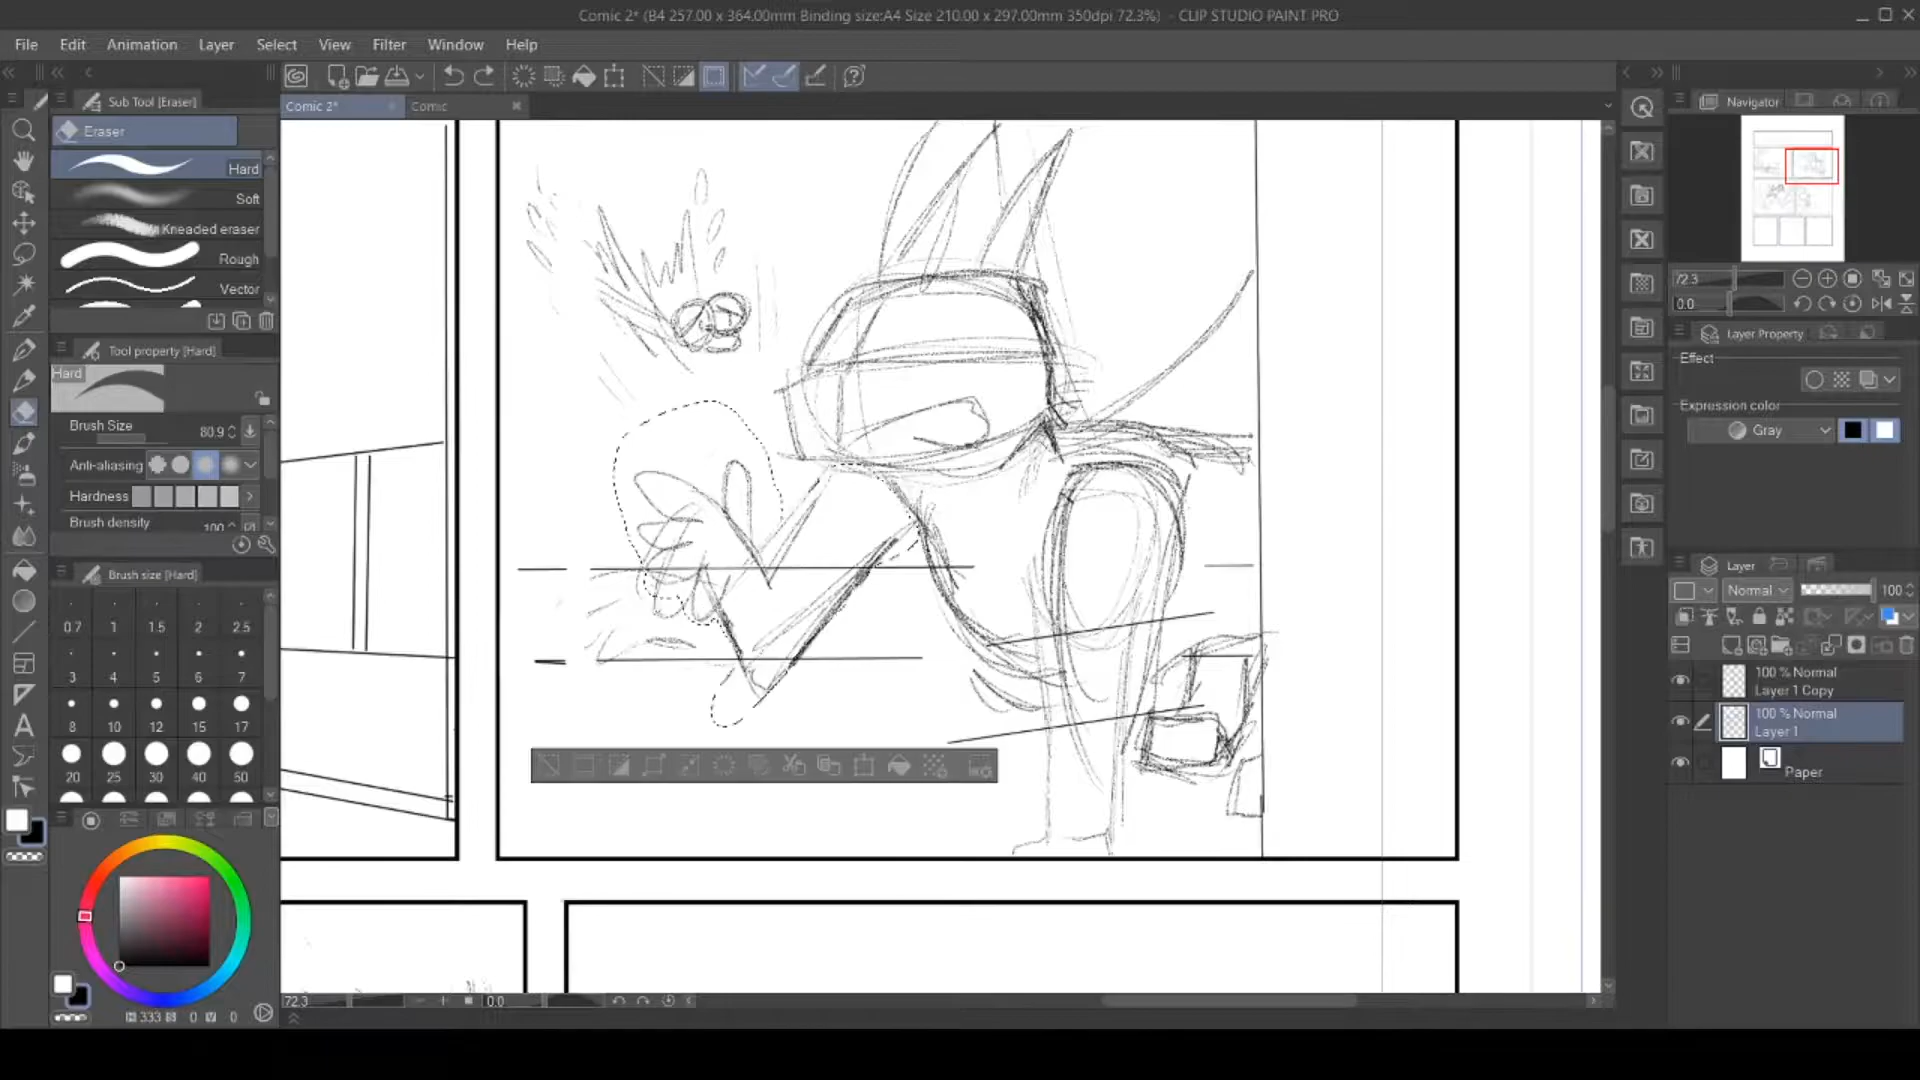 Comic 2* (B4 257.00 x 364.00mm Binding size:A4 Size 210.00 x 297.00mm 350dpi 72.3%) - CLIP STUDIO PAINT PRO
File Edit Animation Layer Select View Filter Window Help
Sub Tool [Eraser]
Comic 2* Comic
Navigator
Eraser
Hard
Soft
Kneaded eraser
Rough
Vector
72.3
0.0
Tool property [Hard]
Layer Property
Hard
Effect
Brush Size 80.9
Expression color
Gray
Anti-aliasing
Hardness
Brush density 100
Brush size [Hard]
Layer
Normal 100
0.7 1 1.5 2 2.5
3 4 5 6 7
8 10 12 15 17
20 25 30 40 50
100 % Normal
Layer 1 Copy
100 % Normal
Layer 1
Paper
72.3 0.0
H 333 S 0 V 0